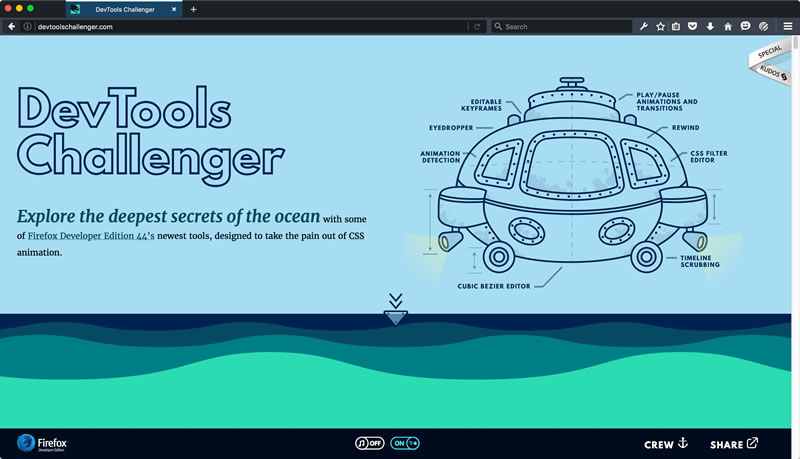 DevTools Challenger
devtoolschallenger.com
Search
SPECIAL
KUDOS
DevTools
Challenger
Explore the deepest secrets of the ocean with some
of Firefox Developer Edition 44's newest tools, designed to take the pain out of CSS
animation.
EDITABLE
KEYFRAMES
PLAY/PAUSE
ANIMATIONS AND
TRANSITIONS
EYEDROPPER
REWIND
ANIMATION
DETECTION
CSS FILTER
EDITOR
TIMELINE
SCRUBBING
CUBIC BEZIER EDITOR
Firefox
Developer Edition
OFF
ON
CREW
SHARE